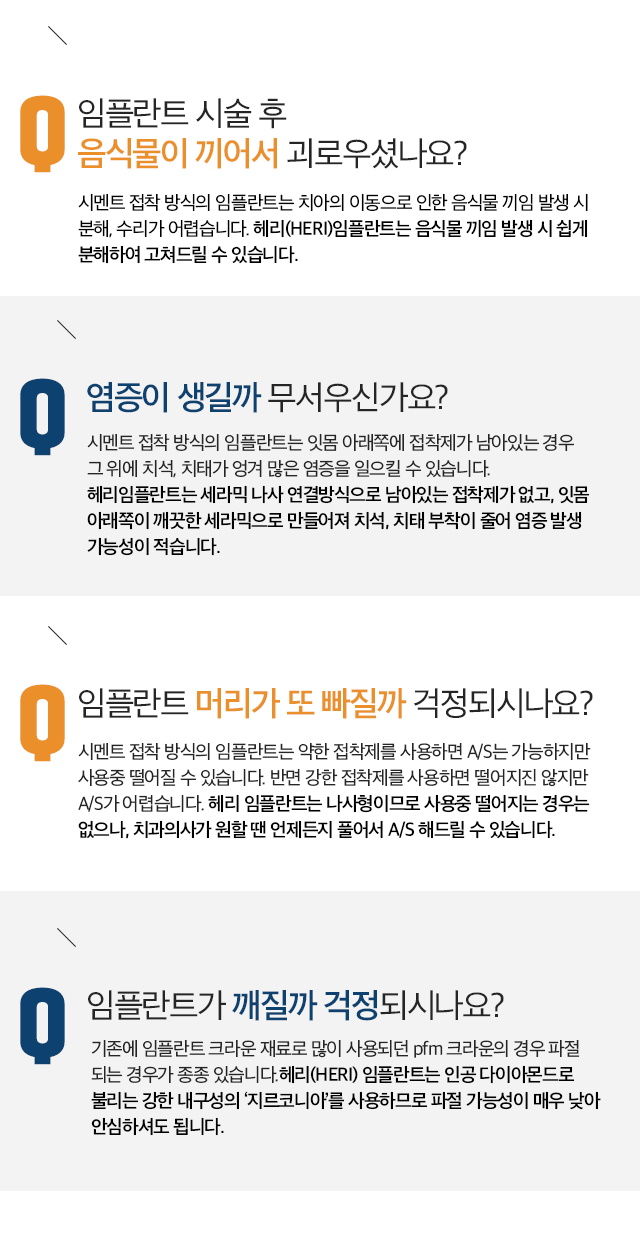 Q 임플란트 시술 후
음식물이 끼어서 괴로우셨나요?
시멘트 접착 방식의 임플란트는 치아의 이동으로 인한 음식물 끼임 발생 시
분해, 수리가 어렵습니다. 헤리(HERI)임플란트는 음식물 끼임 발생 시 쉽게
분해하여 고쳐드릴 수 있습니다.
Q 염증이 생길까 무서우신가요?
시멘트 접착 방식의 임플란트는 잇몸 아래쪽에 접착제가 남아있는 경우
그 위에 치석, 치태가 엉겨 많은 염증을 일으킬 수 있습니다.
헤리임플란트는 세라믹 나사 연결방식으로 남아있는 접착제가 없고, 잇몸
아래쪽이 깨끗한 세라믹으로 만들어져 치석, 치태 부착이 줄어 염증 발생
가능성이 적습니다.
Q 임플란트 머리가 또 빠질까 걱정되시나요?
시멘트 접착 방식의 임플란트는 약한 접착제를 사용하면 A/S는 가능하지만
사용중 떨어질 수 있습니다. 반면 강한 접착제를 사용하면 떨어지진 않지만
A/S가 어렵습니다. 헤리 임플란트는 나사형이므로 사용중 떨어지는 경우는
없으나, 치과의사가 원할 땐 언제든지 풀어서 A/S 해드릴 수 있습니다.
Q 임플란트가 깨질까 걱정되시나요?
기존에 임플란트 크라운 재료로 많이 사용되던 pfm 크라운의 경우 파절
되는 경우가 종종 있습니다.헤리(HERI) 임플란트는 인공 다이아몬드로
불리는 강한 내구성의 ‘지르코니아’를 사용하므로 파절 가능성이 매우 낮아
안심하셔도 됩니다.